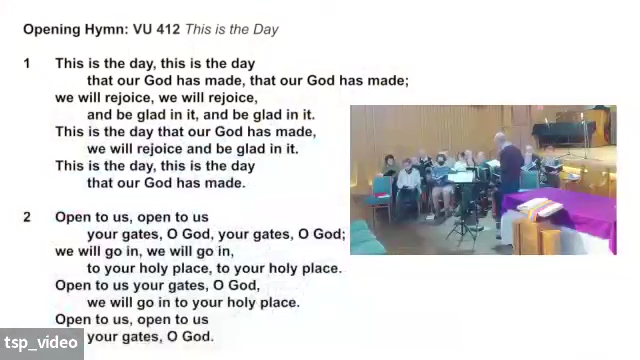 Opening Hymn: VU 412 This is the Day
1 This is the day, this is the day
that our God has made, that our God has made;
we will rejoice, we will rejoice,
and be glad in it, and be glad in it.
This is the day that our God has made,
we will rejoice and be glad in it.
This is the day, this is the day
that our God has made.
2 Open to us, open to us
your gates, O God, your gates, O God;
we will go in, we will go in,
to your holy place, to your holy place.
Open to us your gates, O God,
we will go in to your holy place.
Open to us, open to us
your gates, O God.
tsp_video